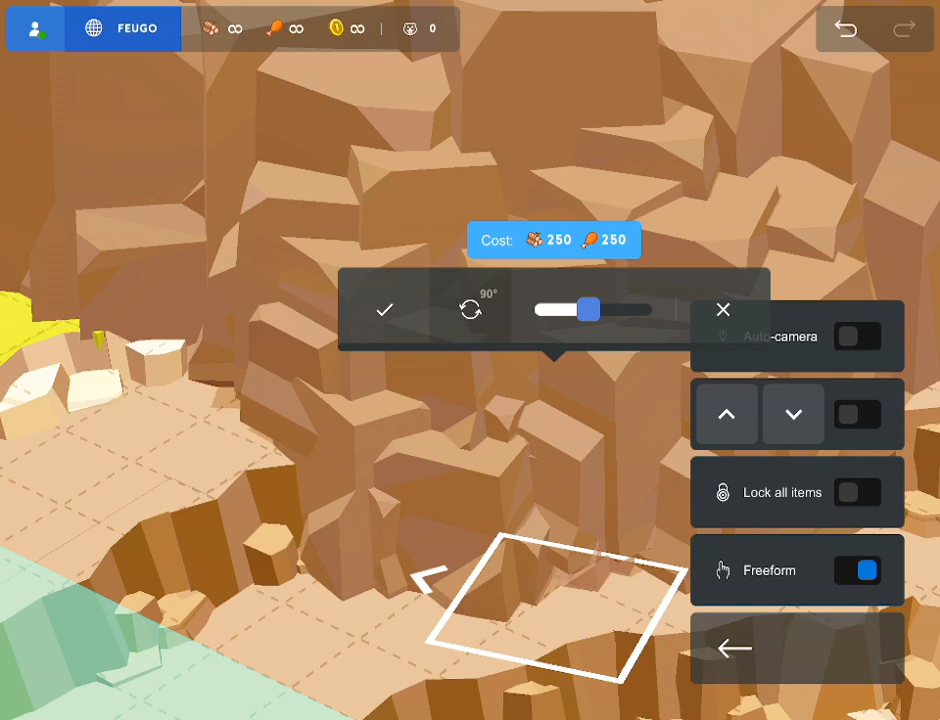 FEUGO ∞ ∞ ∞ | 0
Cost: 250 250
90°
Auto-camera
Lock all items
Freeform